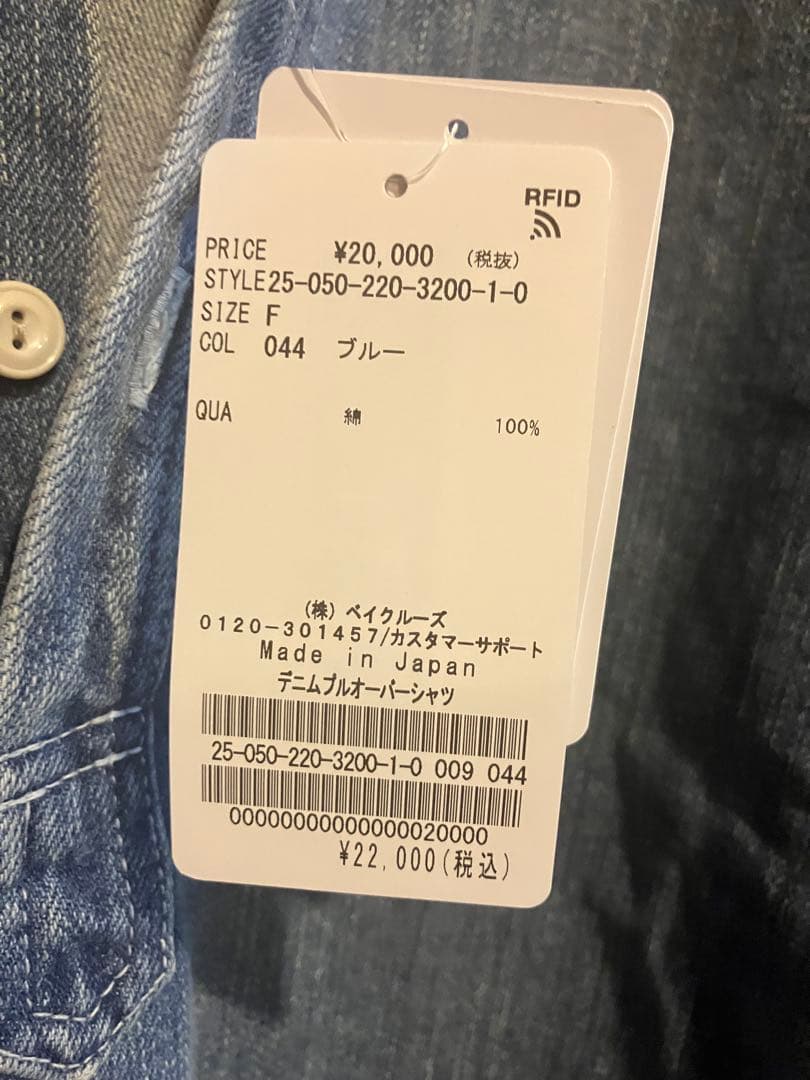 RFID
PRICE ¥20,000 (税抜)
STYLE25-050-220-3200-1-0
SIZE F
COL 044 ブルー
QUA 綿 100%
(株) ベイクルーズ
0120-301457/カスタマーサポート
Made in Japan
デニムプルオーバーシャツ
25-050-220-3200-1-0 009 044
00000000000000020000
¥22,000(税込)